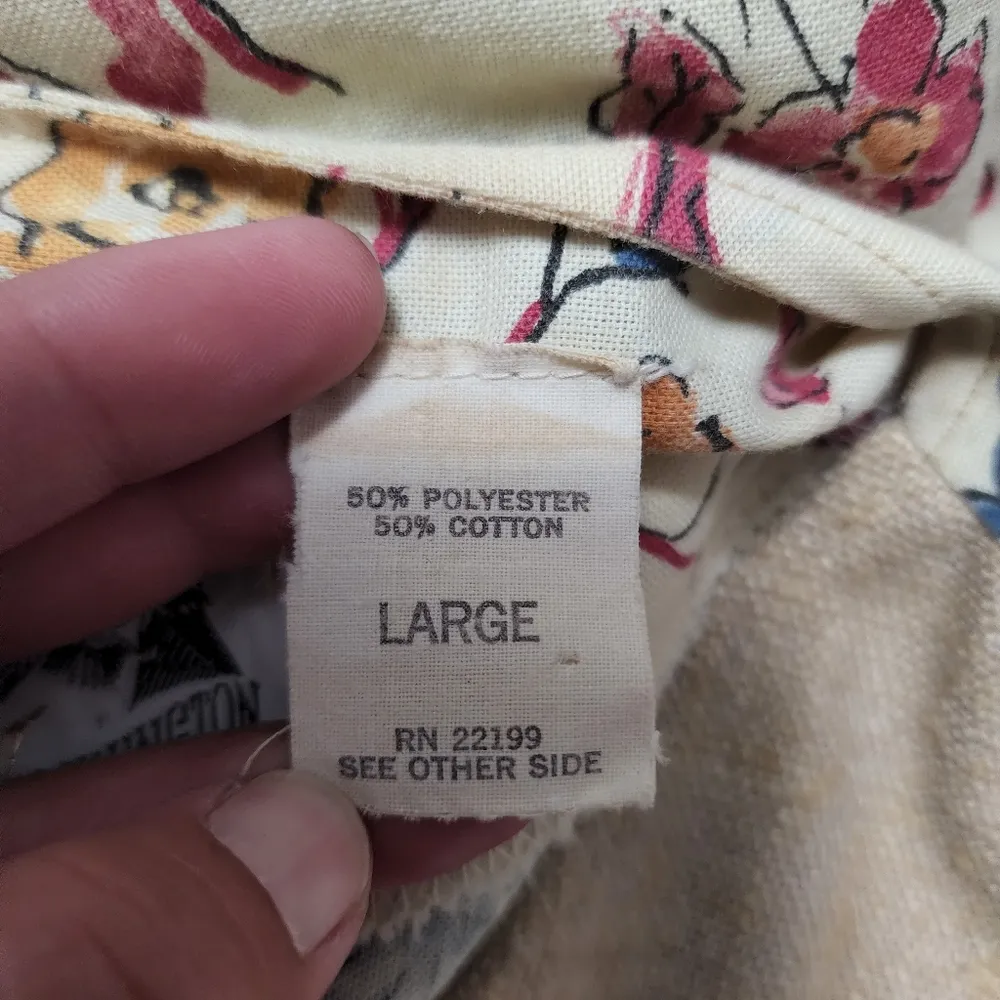 50% POLYESTER
50% COTTON
LARGE
RN 22199
SEE OTHER SIDE